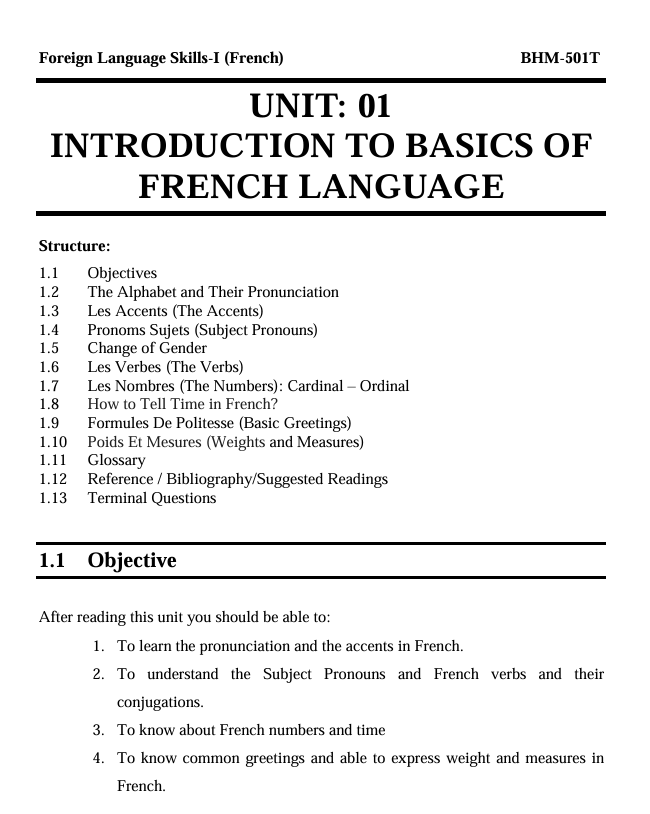 Foreign Language Skills-I (French) BHM-501T
UNIT: 01
INTRODUCTION TO BASICS OF
FRENCH LANGUAGE
Structure:
1.1 Objectives
1.2 The Alphabet and Their Pronunciation
1.3 Les Accents (The Accents)
1.4 Pronoms Sujets (Subject Pronouns)
1.5 Change of Gender
1.6 Les Verbes (The Verbs)
1.7 Les Nombres (The Numbers): Cardinal – Ordinal
1.8 How to Tell Time in French?
1.9 Formules De Politesse (Basic Greetings)
1.10 Poids Et Mesures (Weights and Measures)
1.11 Glossary
1.12 Reference / Bibliography/Suggested Readings
1.13 Terminal Questions
1.1 Objective
After reading this unit you should be able to:
1. To learn the pronunciation and the accents in French.
2. To understand the Subject Pronouns and French verbs and their
conjugations.
3. To know about French numbers and time
4. To know common greetings and able to express weight and measures in
French.